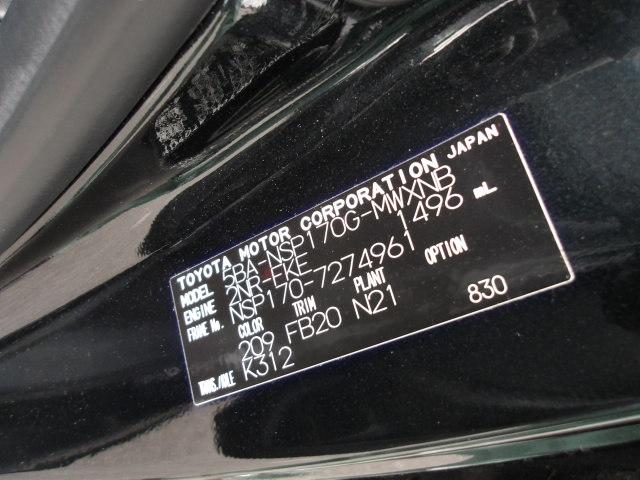 TOYOTA MOTOR CORPORATION JAPAN
MODEL DBA-NSP170G-MWXNB
ENGINE 2NR-FKE 1496 mL
FRAME No. NSP170-7274961
COLOR TRIM PLANT OPTION
209 FB20 N21 830
TRANS./AXLE K312